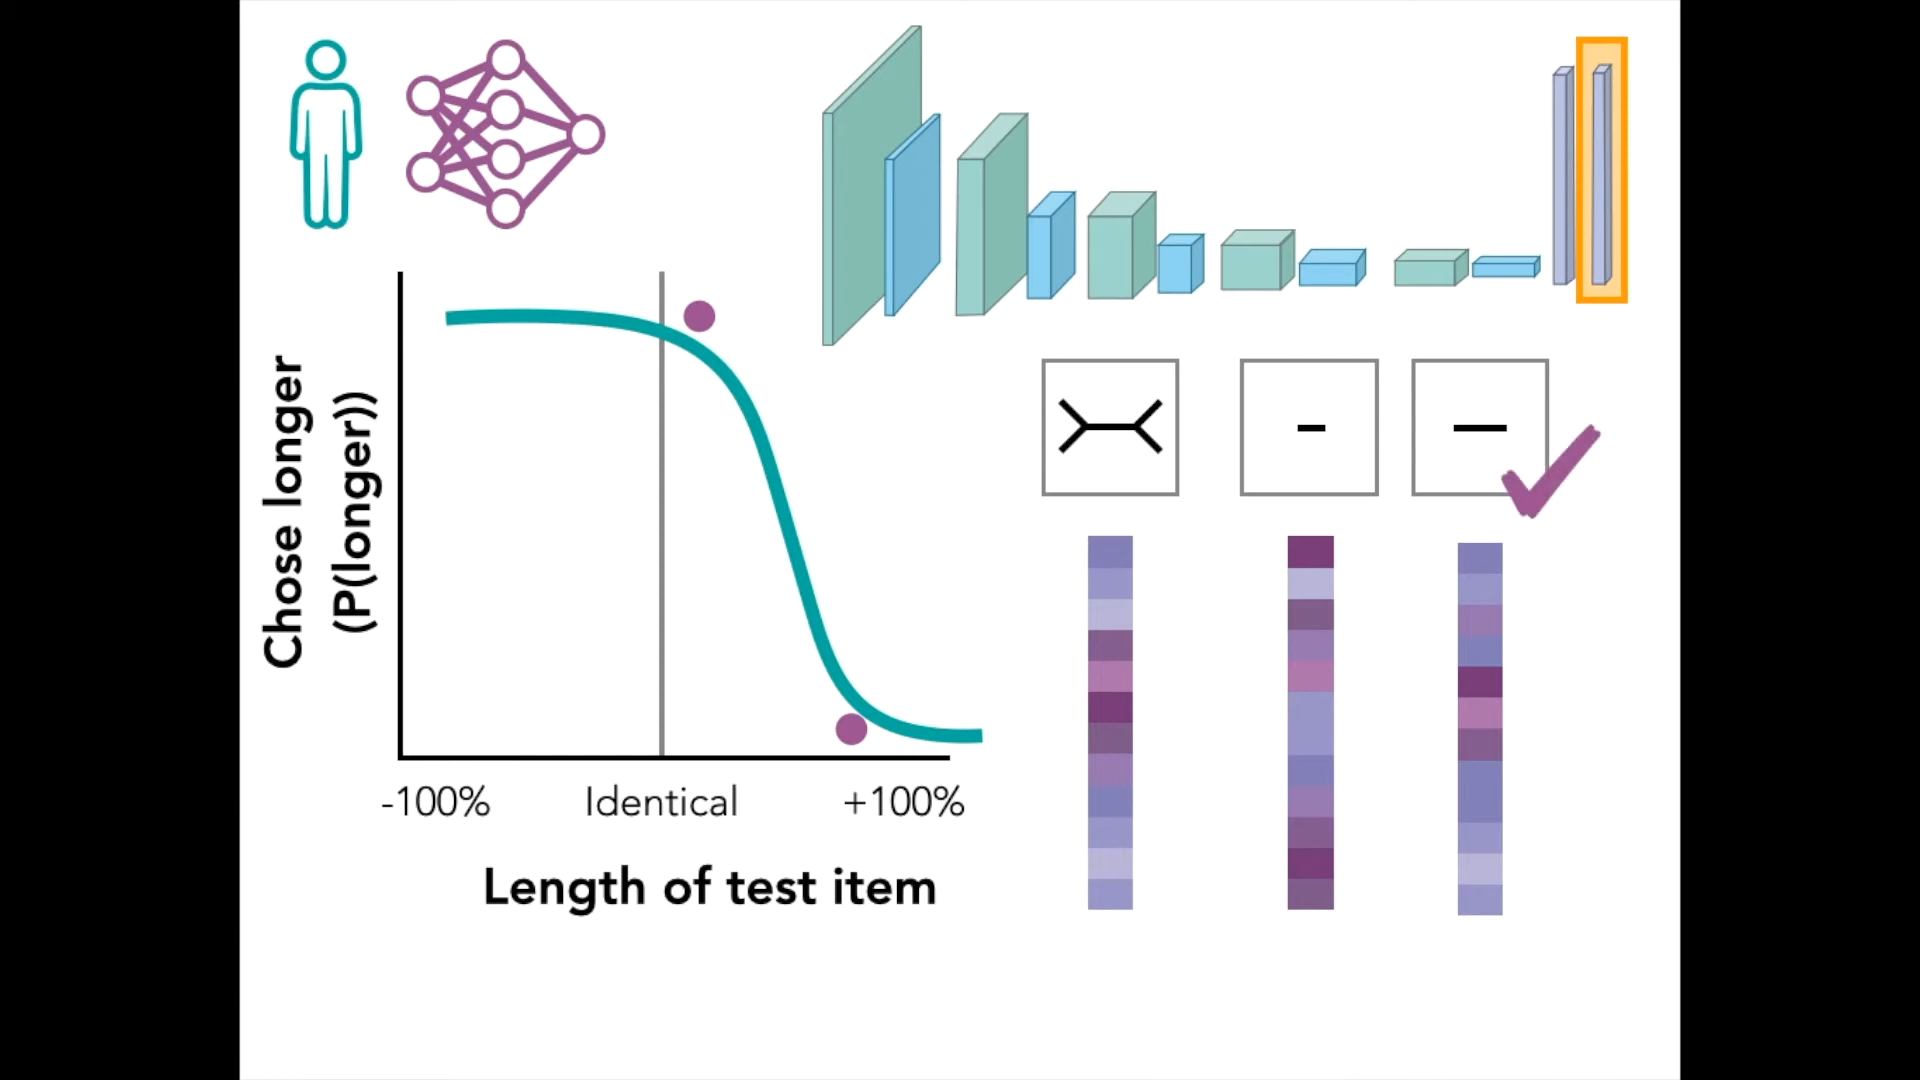 Chose longer
(P(longer))
-100%
Identical
+100%
Length of test item